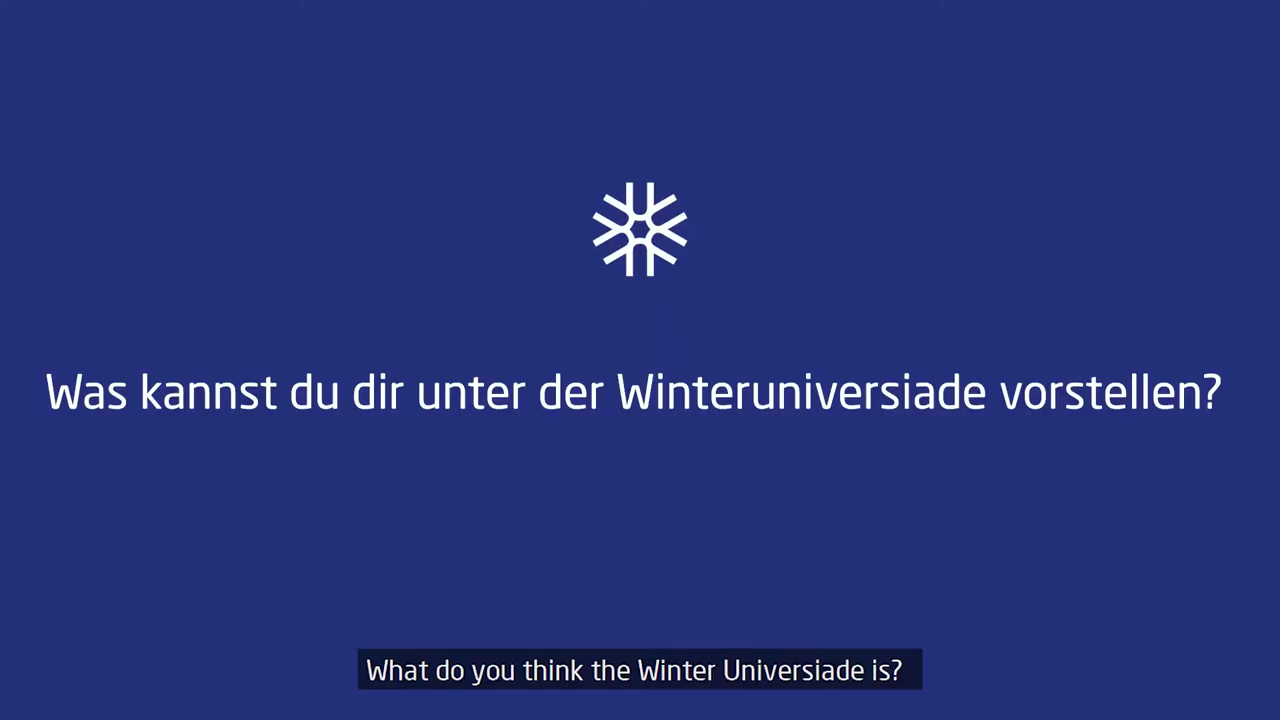 Was kannst du dir unter der Winteruniversiade vorstellen?
What do you think the Winter Universiade is?